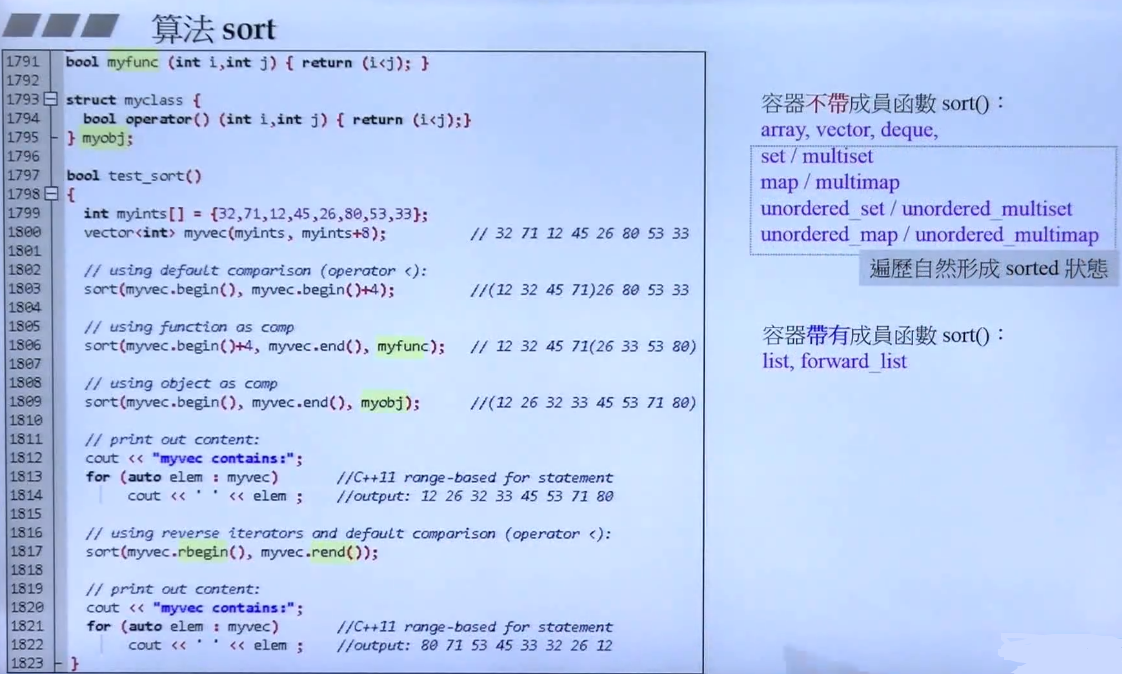 算法 sort
1791 bool myfunc (int i,int j) { return (i<j); }
1792
1793 struct myclass {
1794 bool operator() (int i,int j) { return (i<j);}
1795 } myobj;
1796
1797 bool test_sort()
1798 {
1799 int myints[] = {32,71,12,45,26,80,53,33};
1800 vector<int> myvec(myints, myints+8); // 32 71 12 45 26 80 53 33
1801
1802 // using default comparison (operator <):
1803 sort(myvec.begin(), myvec.begin()+4); //(12 32 45 71)26 80 53 33
1804
1805 // using function as comp
1806 sort(myvec.begin()+4, myvec.end(), myfunc); // 12 32 45 71(26 33 53 80)
1807
1808 // using object as comp
1809 sort(myvec.begin(), myvec.end(), myobj); //(12 26 32 33 45 53 71 80)
1810
1811 // print out content:
1812 cout << "myvec contains:";
1813 for (auto elem : myvec) //C++11 range-based for statement
1814 cout << ' ' << elem ; //output: 12 26 32 33 45 53 71 80
1815
1816 // using reverse iterators and default comparison (operator <):
1817 sort(myvec.rbegin(), myvec.rend());
1818
1819 // print out content:
1820 cout << "myvec contains:";
1821 for (auto elem : myvec) //C++11 range-based for statement
1822 cout << ' ' << elem ; //output: 80 71 53 45 33 32 26 12
1823 }
容器不帶成員函數 sort()：
array, vector, deque,
set / multiset
map / multimap
unordered_set / unordered_multiset
unordered_map / unordered_multimap
遍歷自然形成 sorted 狀態
容器帶有成員函數 sort()：
list, forward_list